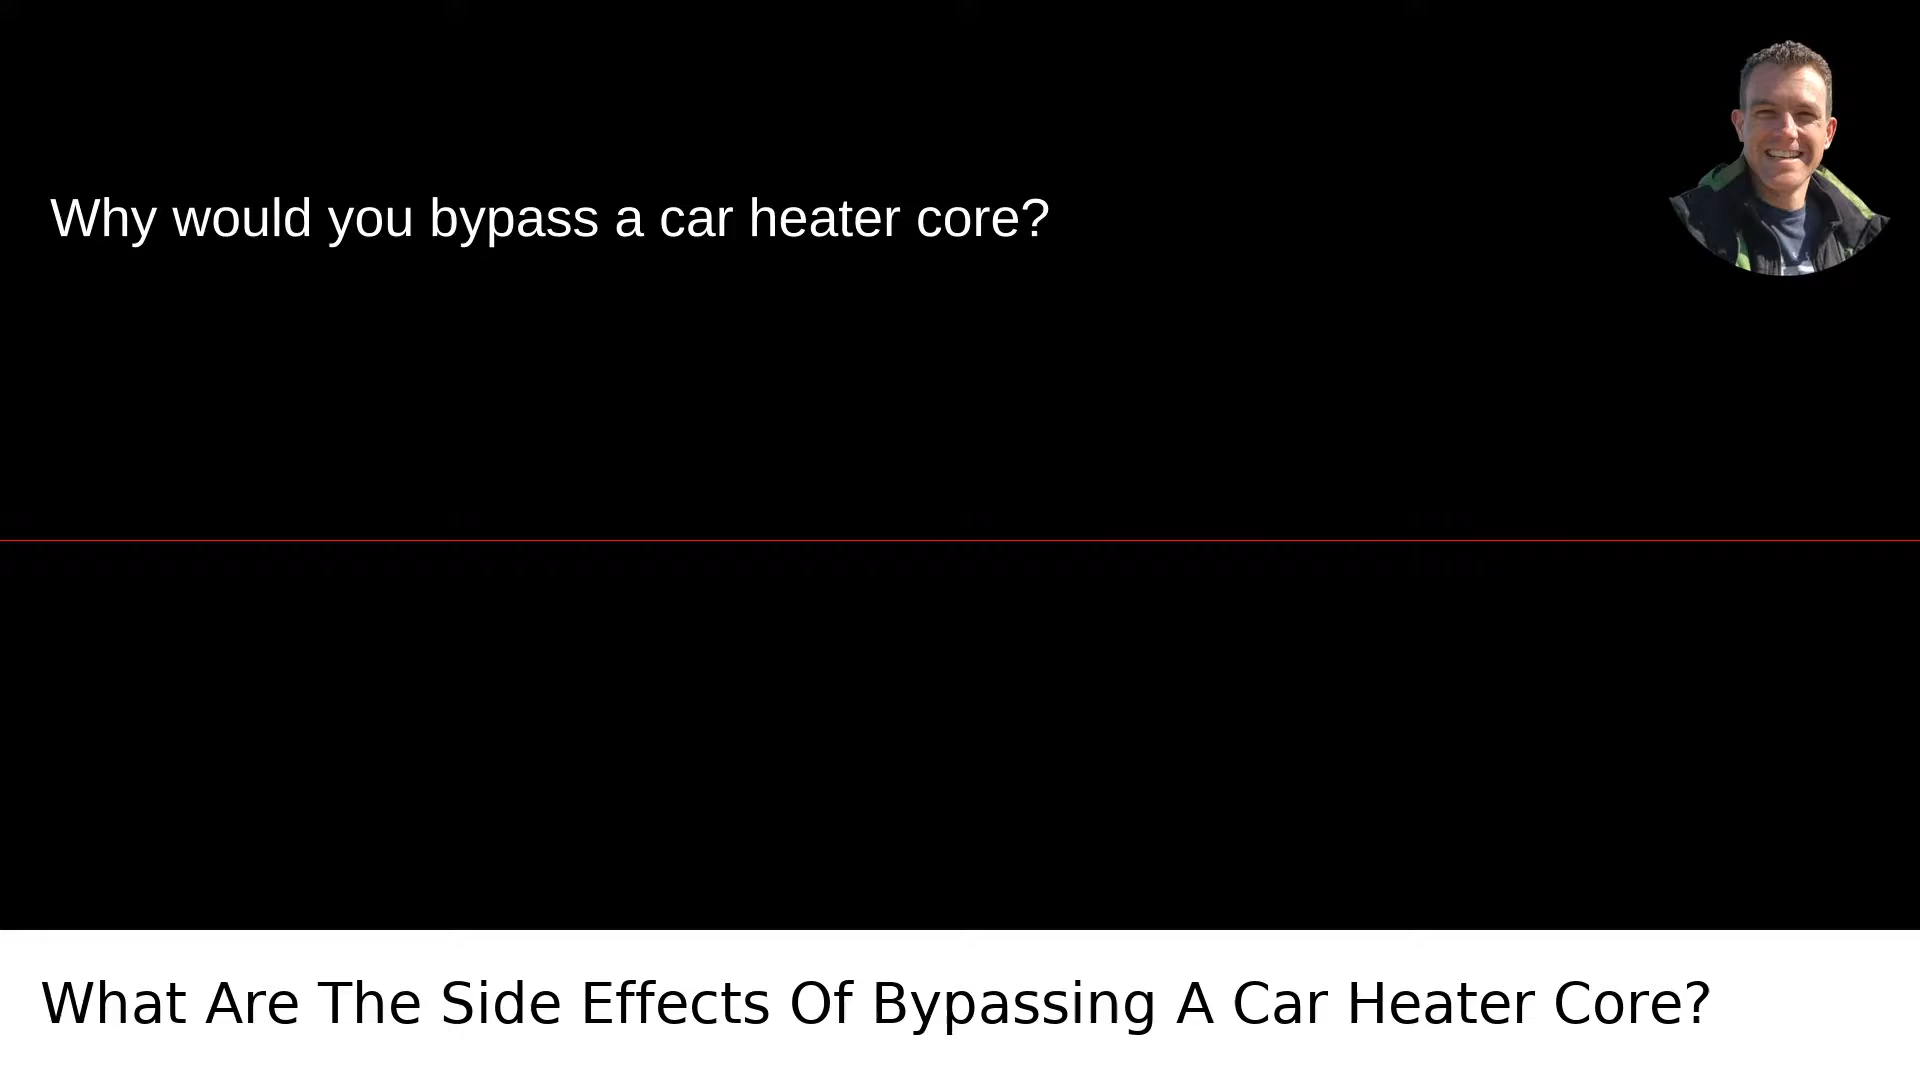 Why would you bypass a car heater core?
What Are The Side Effects Of Bypassing A Car Heater Core?